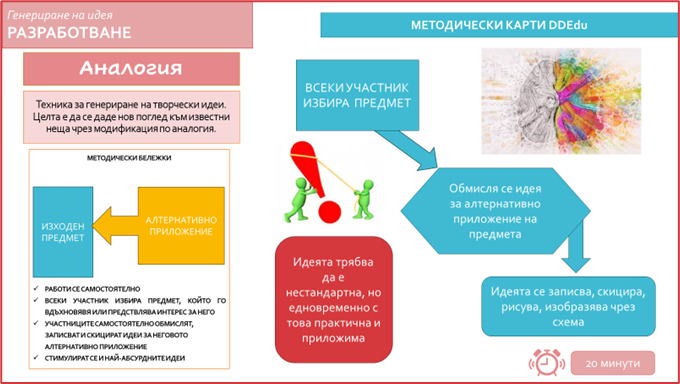 Генериране на идея
РАЗРАБОТВАНЕ
Аналогия
Техника за генериране на творчески идеи.
Целта е да се даде нов поглед към известни
неща чрез модификация по аналогия.
МЕТОДИЧЕСКИ БЕЛЕЖКИ
ИЗХОДЕН
ПРЕДМЕТ
АЛТЕРНАТИВНО
ПРИЛОЖЕНИЕ
✓ РАБОТИ СЕ САМОСТОЯТЕЛНО
✓ ВСЕКИ УЧАСТНИК ИЗБИРА ПРЕДМЕТ, КОЙТО ГО
ВДЪХНОВЯВЯ ИЛИ ПРЕДСТВЛЯВА ИНТЕРЕС ЗА НЕГО
✓ УЧАСТНИЦИТЕ САМОСТОЯТЕЛНО ОБМИСЛЯТ,
ЗАПИСВАТ И СКИЦИРАТ ИДЕИ ЗА НЕГОВОТО
АЛТЕРНАТИВНО ПРИЛОЖЕНИЕ
✓ СТИМУЛИРАТ СЕ И НАЙ-АБСУРДНИТЕ ИДЕИ
МЕТОДИЧЕСКИ КАРТИ DDEdu
ВСЕКИ УЧАСТНИК
ИЗБИРА ПРЕДМЕТ
Обмисля се идея
за алтернативно
приложение на
предмета
Идеята трябва
да е
нестандартна, но
едновременно с
това практична и
приложима
Идеята се записва, скицира,
рисува, изобразява чрез
схема
20 минути